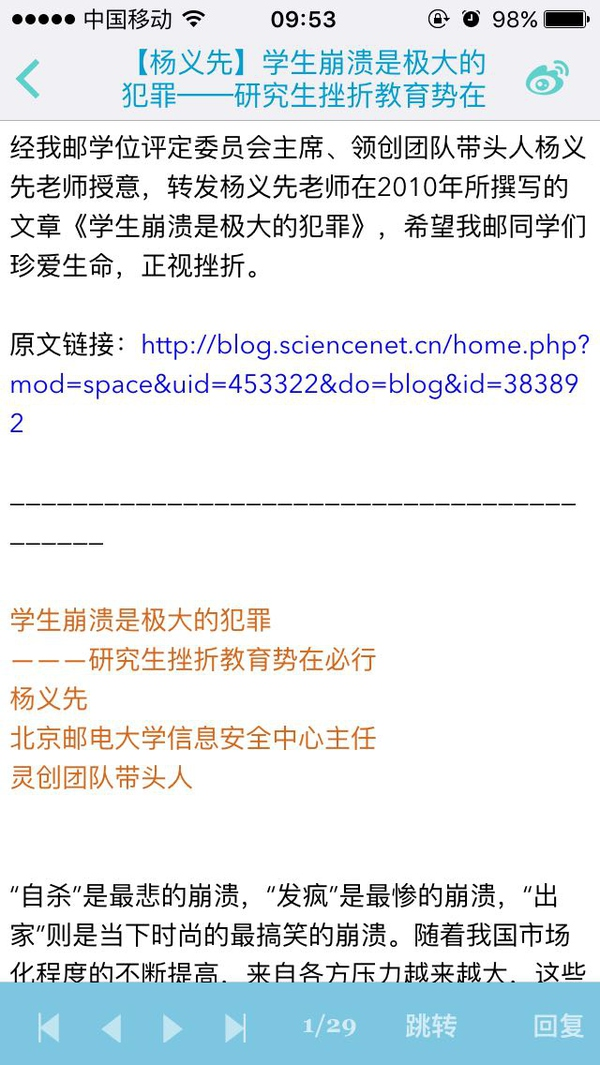 中国移动 09:53 98%
【杨义先】学生崩溃是极大的
犯罪——研究生挫折教育势在
经我邮学位评定委员会主席、领创团队带头人杨义
先老师授意，转发杨义先老师在2010年所撰写的
文章《学生崩溃是极大的犯罪》，希望我邮同学们
珍爱生命，正视挫折。
原文链接：http://blog.sciencenet.cn/home.php?
mod=space&uid=453322&do=blog&id=38389
2
————————————————————————————————————
——————
学生崩溃是极大的犯罪
———研究生挫折教育势在必行
杨义先
北京邮电大学信息安全中心主任
灵创团队带头人
“自杀”是最悲的崩溃，“发疯”是最惨的崩溃，“出
家”则是当下时尚的最搞笑的崩溃。随着我国市场
化程度的不断提高，来自各方压力越来越大，这些
1/29 跳转 回复